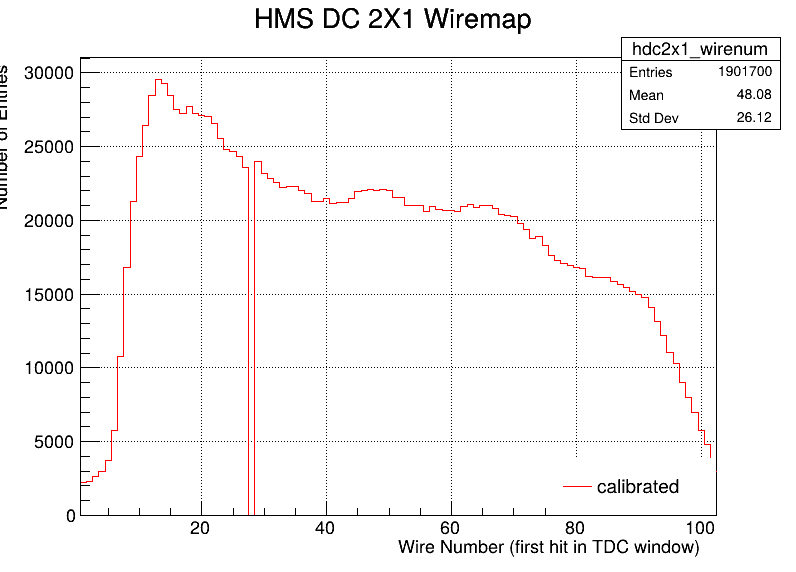 HMS DC 2X1 Wiremap
hdc2x1_wirenum
Entries 1901700
Mean 48.08
Std Dev 26.12
Number of Entries
30000
25000
20000
15000
10000
5000
0
calibrated
20 40 60 80 100
Wire Number (first hit in TDC window)